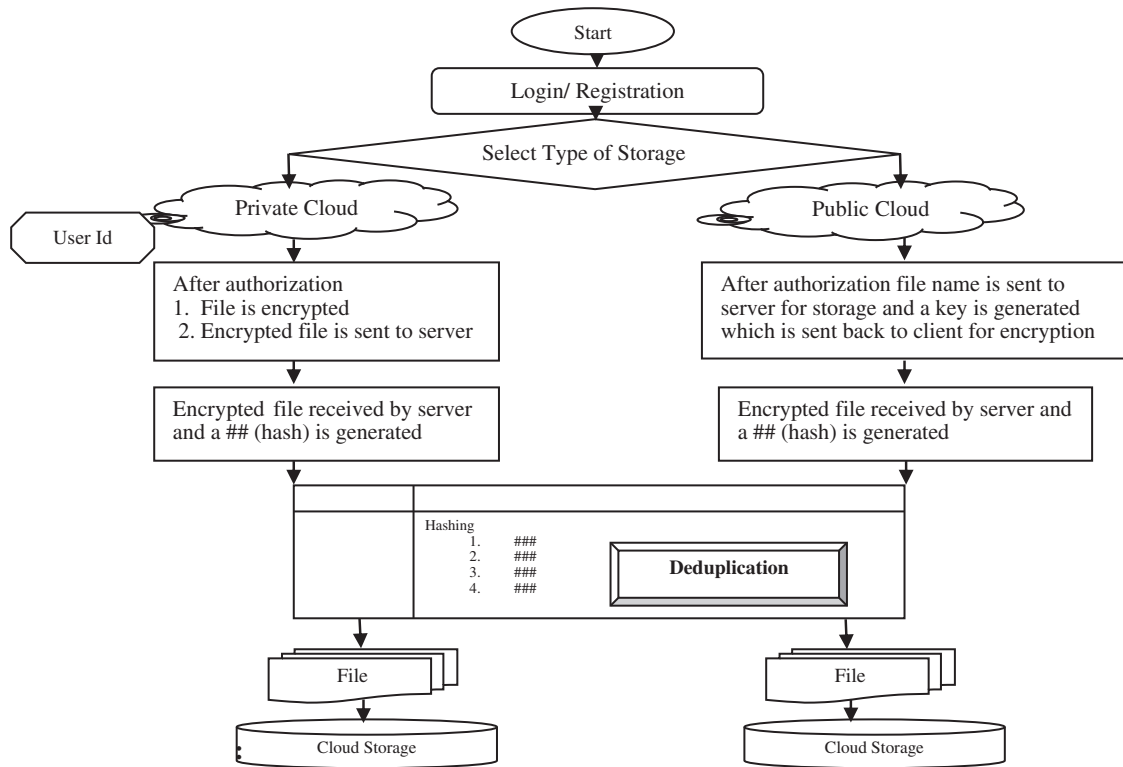 Start
Login/ Registration
Select Type of Storage
Private Cloud
Public Cloud
User Id
After authorization
1. File is encrypted
2. Encrypted file is sent to server
After authorization file name is sent to
server for storage and a key is generated
which is sent back to client for encryption
Encrypted file received by server
and a ## (hash) is generated
Encrypted file received by server and
a ## (hash) is generated
Hashing
1. ###
2. ###
3. ###
4. ###
Deduplication
File
File
Cloud Storage
Cloud Storage